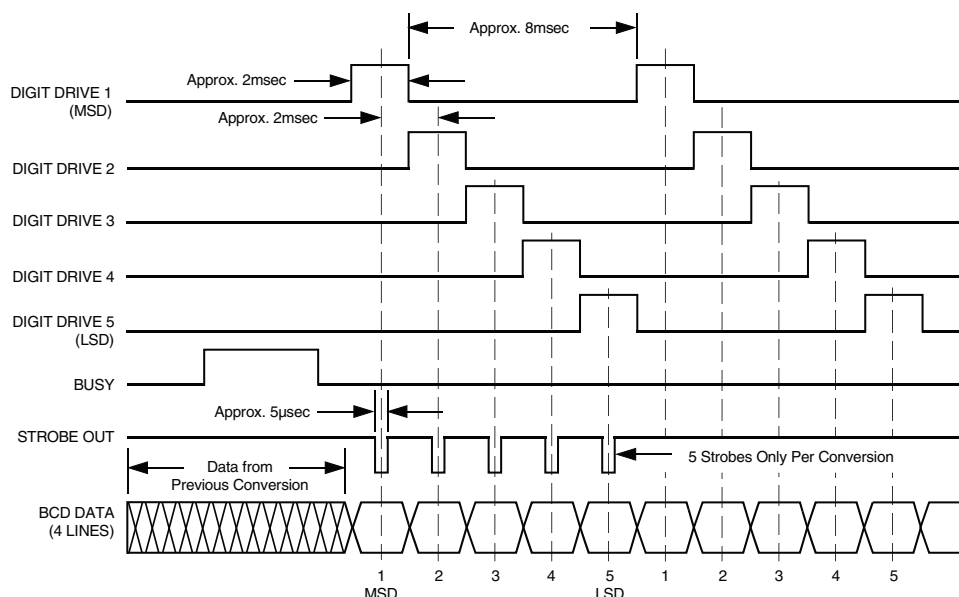 Approx. 8msec
Approx. 2msec
DIGIT DRIVE 1
(MSD)
Approx. 2msec
DIGIT DRIVE 2
DIGIT DRIVE 3
DIGIT DRIVE 4
DIGIT DRIVE 5
(LSD)
BUSY
Approx. 5µsec
STROBE OUT
5 Strobes Only Per Conversion
Data from
Previous Conversion
BCD DATA
(4 LINES)
1 2 3 4 5 1 2 3 4 5
MSD LSD